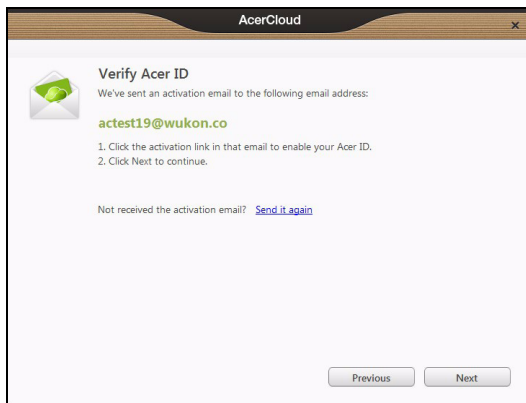 AcerCloud
Verify Acer ID
We've sent an activation email to the following email address:
actest19@wukon.co
1. Click the activation link in that email to enable your Acer ID.
2. Click Next to continue.
Not received the activation email? Send it again
Previous Next